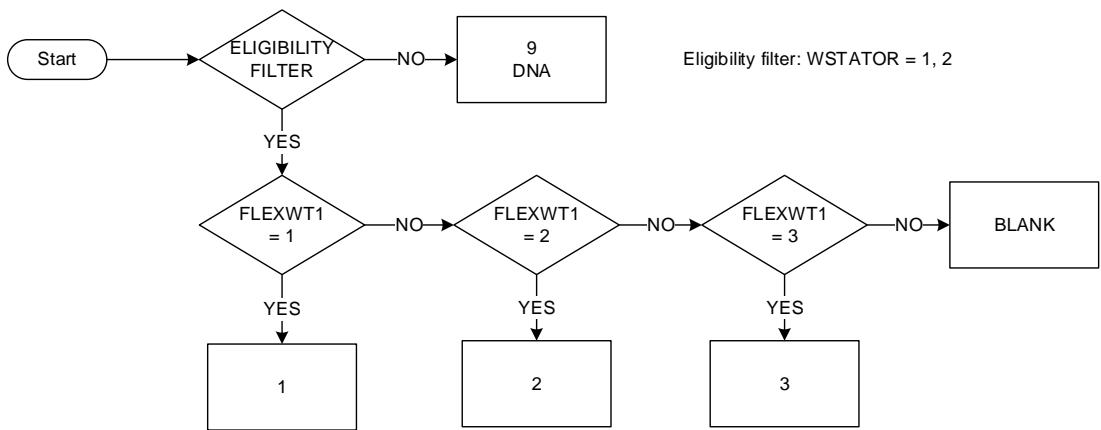 Start
ELIGIBILITY
FILTER
NO
9
DNA
Eligibility filter: WSTATOR = 1, 2
YES
FLEXWT1
= 1
NO
FLEXWT1
= 2
NO
FLEXWT1
= 3
NO
BLANK
YES
YES
YES
1
2
3